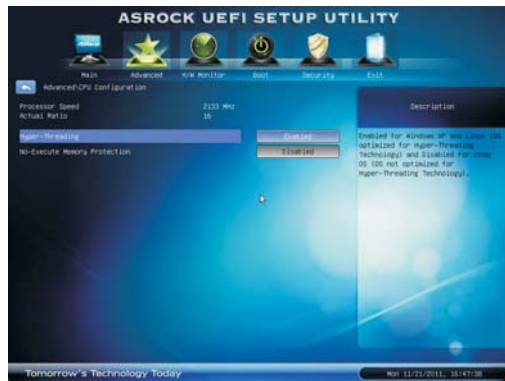 ASROCK UEFI SETUP UTILITY
Main Advanced H/W Monitor Boot Security Exit
Advanced\CPU Configuration
Processor Speed 2133 MHz
Actual Ratio 16
Hyper-Threading Enabled
No-Execute Memory Protection Disabled
Description
Enabled for Windows XP and Linux (OS
optimized for Hyper-Threading
Technology) and Disabled for other
OS (OS not optimized for
Hyper-Threading Technology).
Tomorrow's Technology Today
Mon 11/21/2011, 16:47:38